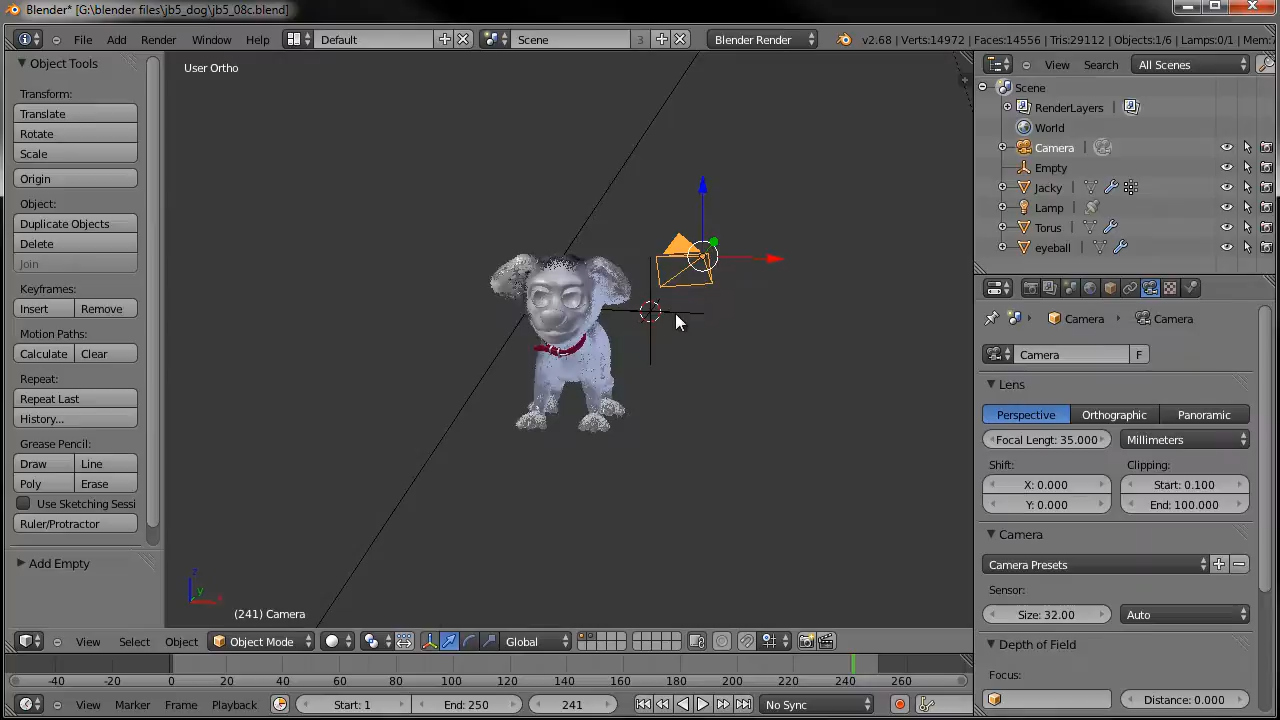 Blender* [G:\blender files\jb5_dog\jb5_08c.blend]
File Add Render Window Help Default Scene 3 Blender Render v2.68 | Verts:14972 | Faces:14556 | Tris:29112 | Objects:1/6 | Lamps:0/1 | Mem:
Object Tools
Transform:
Translate
Rotate
Scale
Origin
Object:
Duplicate Objects
Delete
Join
Keyframes:
Insert Remove
Motion Paths:
Calculate Clear
Repeat:
Repeat Last
History...
Grease Pencil:
Draw Line
Poly Erase
Use Sketching Sessi
Ruler/Protractor
Add Empty
User Ortho
z
y
x
(241) Camera
View Select Object Object Mode Global
View Search All Scenes
Scene
RenderLayers
World
Camera
Empty
Jacky
Lamp
Torus
eyeball
Camera Camera
Camera F
Lens
Perspective Orthographic Panoramic
Focal Lengt: 35.000 Millimeters
Shift: Clipping:
X: 0.000 Start: 0.100
Y: 0.000 End: 100.000
Camera
Camera Presets
Sensor:
Size: 32.00 Auto
Depth of Field
Focus:
Distance: 0.000
-40 -20 0 20 40 60 80 100 120 140 160 180 200 220 240 260
View Marker Frame Playback Start: 1 End: 250 241 No Sync